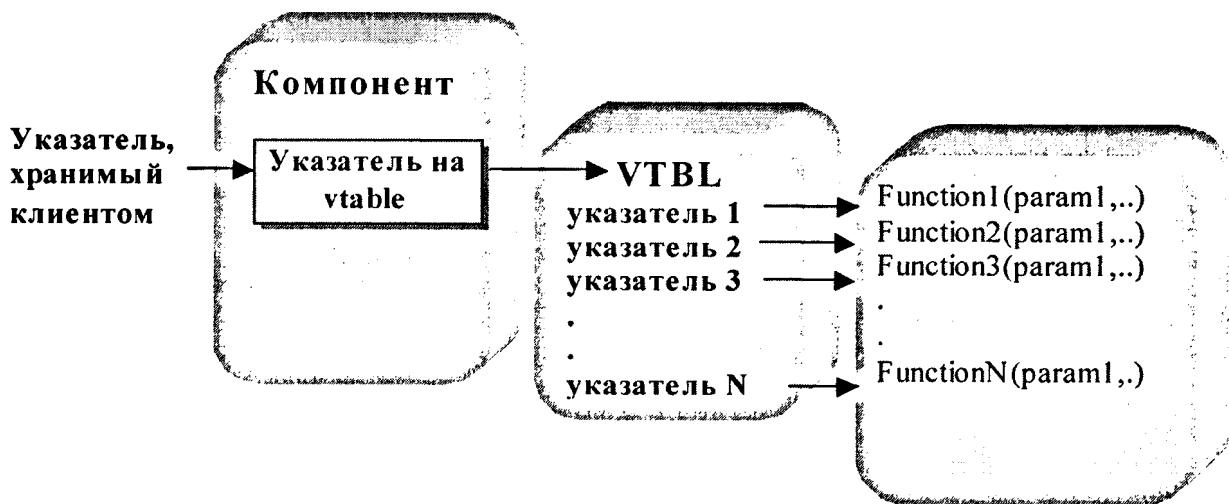 Компонент
Указатель,
хранимый
клиентом
Указатель на
vtable
VTBL
указатель 1
указатель 2
указатель 3
.
.
указатель N
Function1(param1,..)
Function2(param1,..)
Function3(param1,..)
.
.
FunctionN(param1,.)